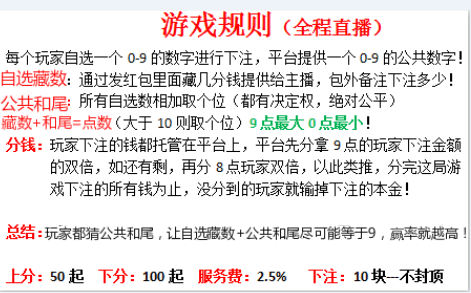 游戏规则（全程直播）
每个玩家自选一个 0-9 的数字进行下注，平台提供一个 0-9 的公共数字！
自选藏数：通过发红包里面藏几分钱提供给主播，包外备注下注多少！
公共和尾：所有自选数相加取个位（都有决定权，绝对公平）
藏数+和尾=点数（大于 10 则取个位）9 点最大 0 点最小！
分钱：玩家下注的钱都托管在平台上，平台先分拿 9 点的玩家下注金额
的双倍，如还有剩，再分 8 点玩家双倍，以此类推，分完这局游
戏下注的所有钱为止，没分到的玩家就输掉下注的本金！
总结：玩家都猜公共和尾，让自选藏数+公共和尾尽可能等于9，赢率就越高！
上分：50 起 下分：100 起 服务费：2.5% 下注：10 块---不封顶